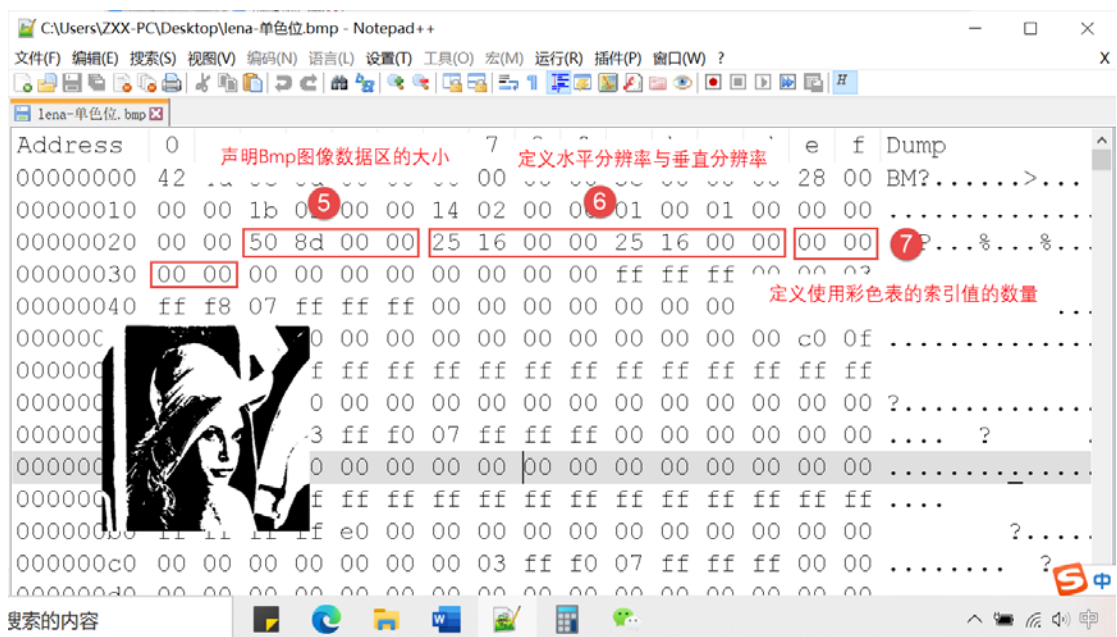 C:\Users\ZXX-PC\Desktop\lena-单色位.bmp - Notepad++
文件(F) 编辑(E) 搜索(S) 视图(V) 编码(N) 语言(L) 设置(T) 工具(O) 宏(M) 运行(R) 插件(P) 窗口(W) ? X
lena-单色位.bmp
Address 0 7 e f Dump
声明Bmp图像数据区的大小
定义水平分辨率与垂直分辨率
00000000 42 00 28 00 BM?......>...
5
6
00000010 00 00 1b 00 00 14 02 00 01 00 01 00 00 00 ................
00000020 00 00 50 8d 00 00 25 16 00 00 25 16 00 00 00 00 7 ...%...%...
00000030 00 00 00 00 00 00 00 00 00 00 ff ff ff
定义使用彩色表的索引值的数量
00000040 ff f8 07 ff ff ff 00 00 00 00 00 00 00 ...
00 00 00 00 00 00 00 00 00 00 c0 0f ................
ff ff ff ff ff ff ff ff ff ff ff
00 00 00 00 00 00 00 00 00 00 00 ?...............
ff f0 07 ff ff ff 00 00 00 00 00 00 .... ? .
00 00 00 00 00 00 00 00 00 00 00 ................
ff ff ff ff ff ff ff ff ff ff ff ....
e0 00 00 00 00 00 00 00 00 00 00 00 ?.....
000000c0 00 00 00 00 00 00 00 03 ff f0 07 ff ff ff 00 00 ........ ?
中
搜索的内容
中